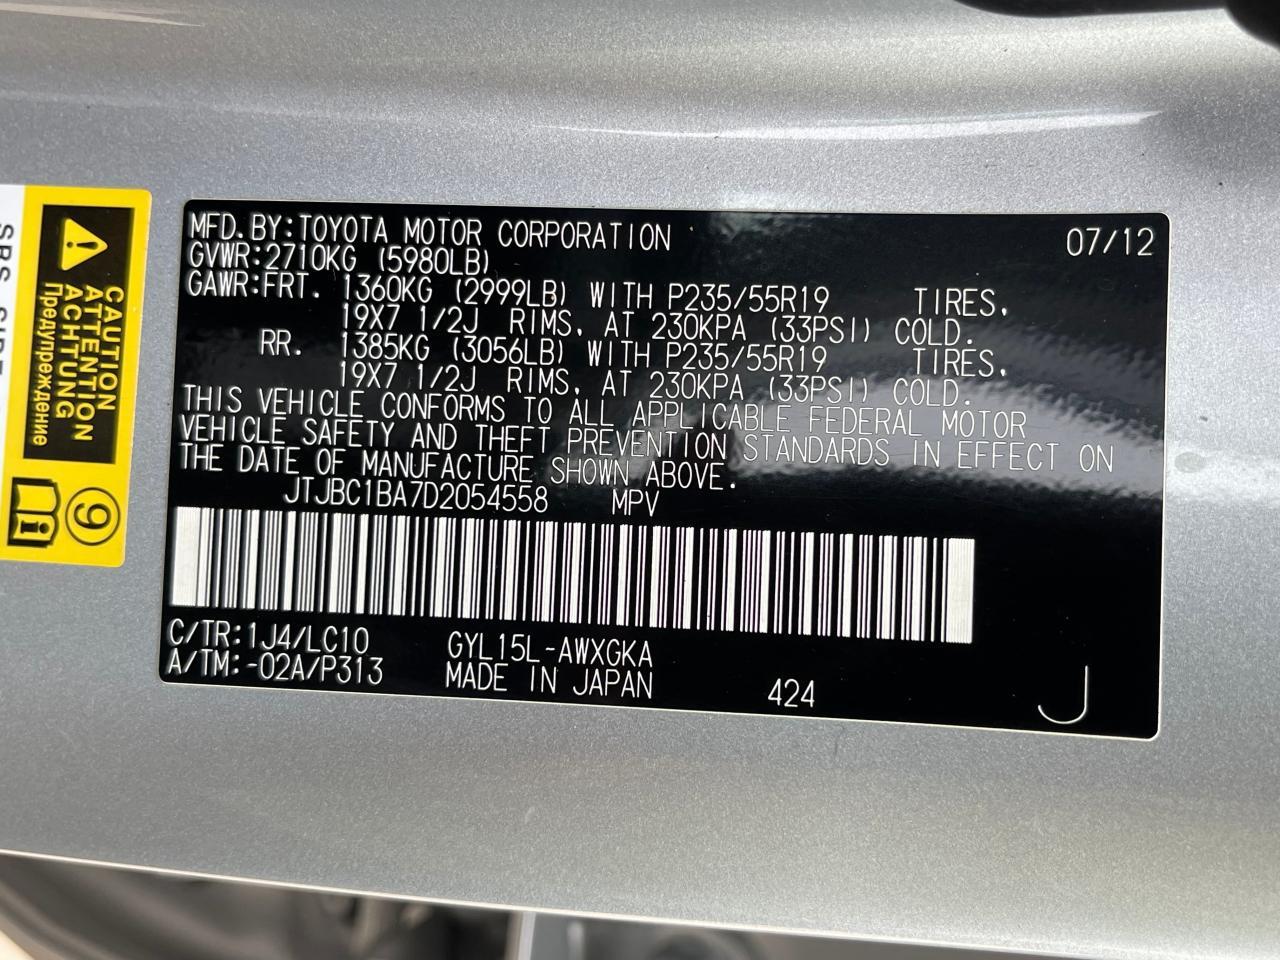 MFD.BY:TOYOTA MOTOR CORPORATION 07/12
GVWR:2710KG (5980LB)
GAWR:FRT. 1360KG (2999LB) WITH P235/55R19 TIRES,
19X7 1/2J RIMS, AT 230KPA (33PSI) COLD.
RR. 1385KG (3056LB) WITH P235/55R19 TIRES,
19X7 1/2J RIMS, AT 230KPA (33PSI) COLD.
THIS VEHICLE CONFORMS TO ALL APPLICABLE FEDERAL MOTOR
VEHICLE SAFETY AND THEFT PREVENTION STANDARDS IN EFFECT ON
THE DATE OF MANUFACTURE SHOWN ABOVE.
JTJBC1BA7D2054558 MPV
C/TR:1J4/LC10 GYL15L-AWXGKA
A/TM:-02A/P313 MADE IN JAPAN 424 J
CAUTION
ATTENTION
ACHTUNG
Предупреждение
9
i
SRS